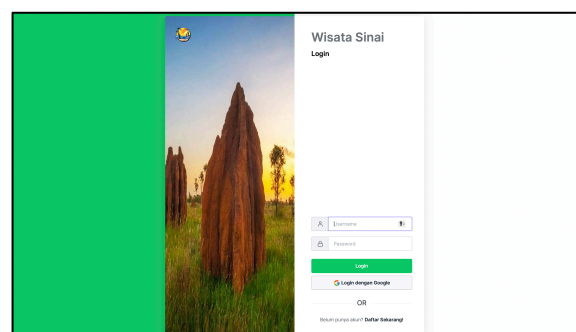 Wisata Sinai
Login
Username
Password
Login
Login dengan Google
OR
Belum punya akun? Daftar Sekarang!